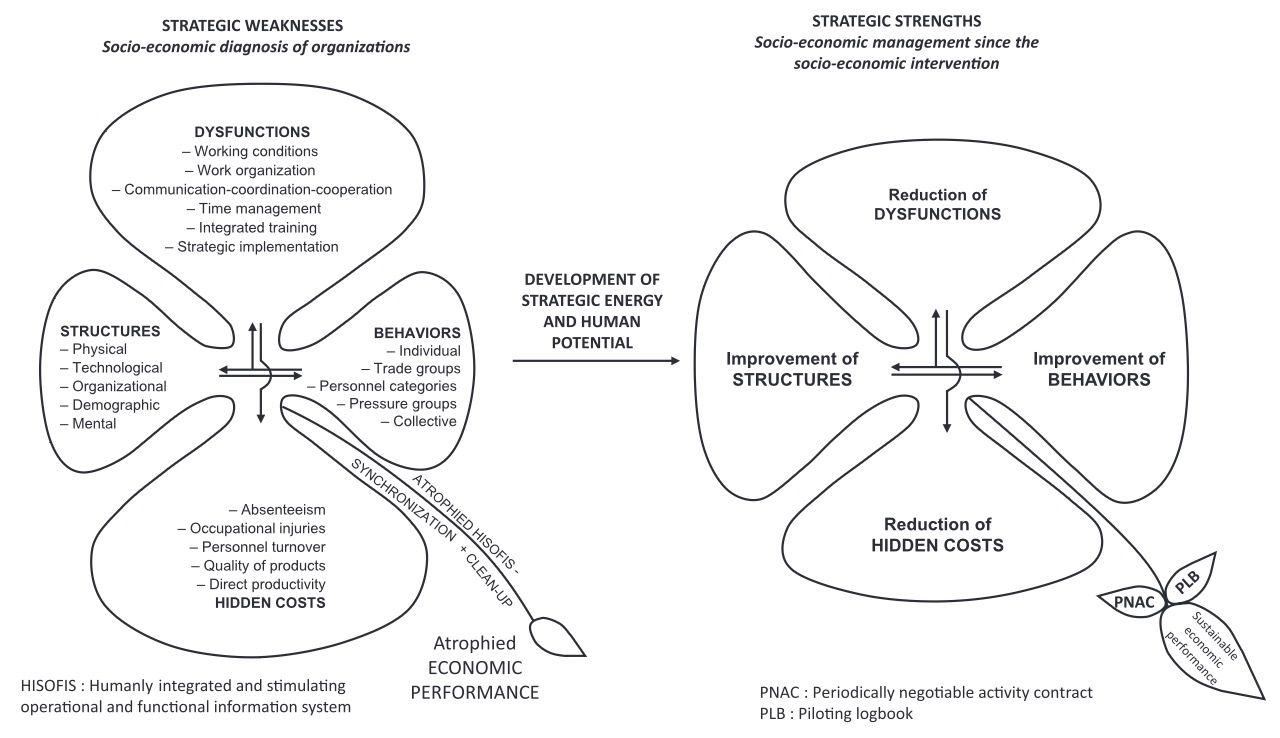 STRATEGIC WEAKNESSES
Socio-economic diagnosis of organizations
DYSFUNCTIONS
– Working conditions
– Work organization
– Communication-coordination-cooperation
– Time management
– Integrated training
– Strategic implementation
STRUCTURES
– Physical
– Technological
– Organizational
– Demographic
– Mental
BEHAVIORS
– Individual
– Trade groups
– Personnel categories
– Pressure groups
– Collective
– Absenteeism
– Occupational injuries
– Personnel turnover
– Quality of products
– Direct productivity
HIDDEN COSTS
ATROPHIED HISOFIS -
SYNCHRONIZATION + CLEAN-UP
Atrophied
ECONOMIC
PERFORMANCE
HISOFIS : Humanly integrated and stimulating
operational and functional information system
DEVELOPMENT OF
STRATEGIC ENERGY
AND HUMAN
POTENTIAL
STRATEGIC STRENGTHS
Socio-economic management since the
socio-economic intervention
Reduction of
DYSFUNCTIONS
Improvement of
STRUCTURES
Improvement of
BEHAVIORS
Reduction of
HIDDEN COSTS
PNAC
PLB
Sustainable
economic
performance
PNAC : Periodically negotiable activity contract
PLB : Piloting logbook